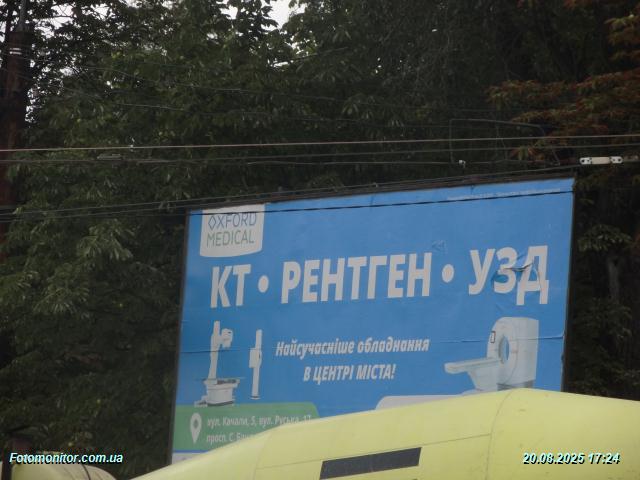 OXFORD
MEDICAL
КТ • РЕНТГЕН • УЗД
Найсучасніше обладнання
В ЦЕНТРІ МІСТА!
вул. Качали, 5, вул. Руська,
просп. С.
Fotomonitor.com.ua
20.08.2025 17:24